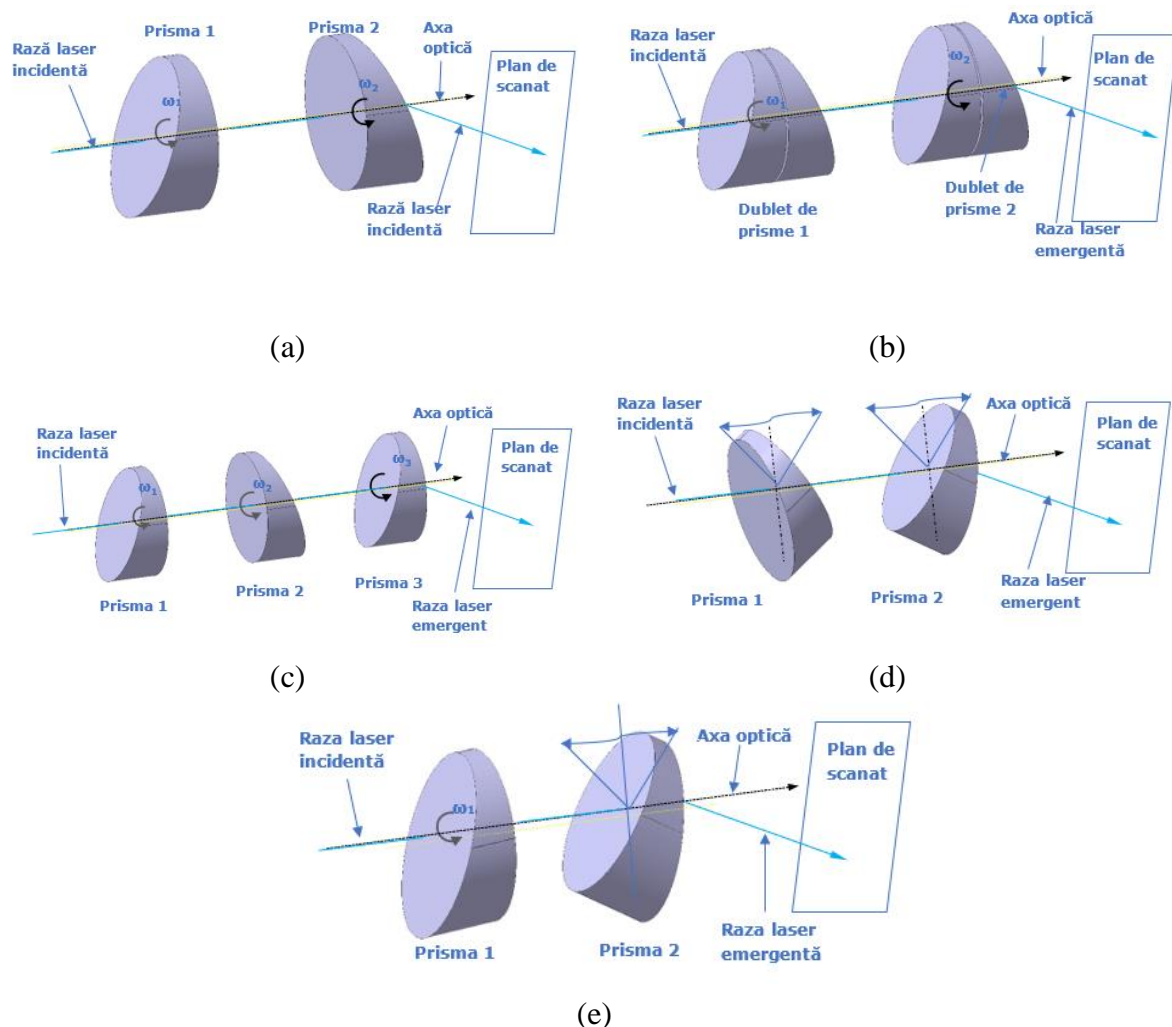 Prisma 1
Prisma 2
Axa
optică
Rază laser
incidentă
Plan de
scanat
ω1
ω2
Rază laser
incidentă
(a)
Raza laser
incidentă
Axa optică
Plan de
scanat
ω1
ω2
Dublet de
prisme 1
Dublet de
prisme 2
Raza laser
emergentă
(b)
Axa optică
Raza laser
incidentă
Plan de
scanat
ω1
ω2
ω3
Prisma 1
Prisma 2
Prisma 3
Raza laser
emergent
(c)
Raza laser
incidentă
Axa optică
Plan de
scanat
Prisma 1
Prisma 2
Raza laser
emergent
(d)
Raza laser
incidentă
Axa optică
Plan de
scanat
ω1
Prisma 1
Prisma 2
Raza laser
emergentă
(e)